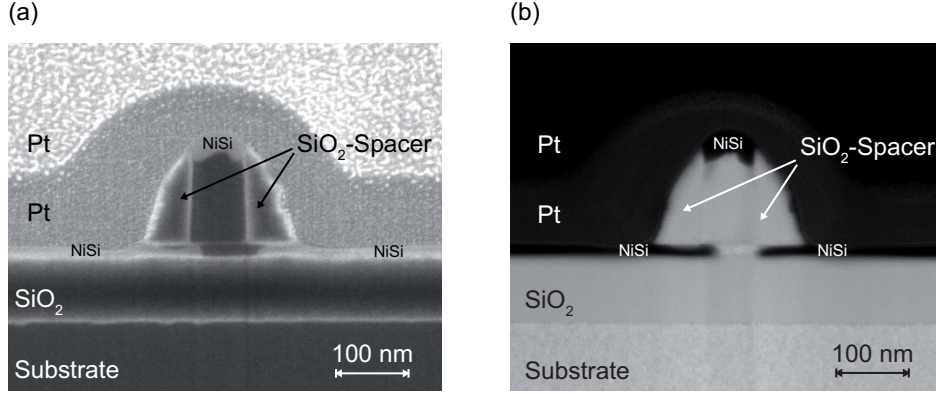 (a)
Pt
NiSi
SiO₂-Spacer
Pt
NiSi
NiSi
SiO₂
Substrate
100 nm
(b)
Pt
NiSi
SiO₂-Spacer
Pt
NiSi
NiSi
SiO₂
Substrate
100 nm